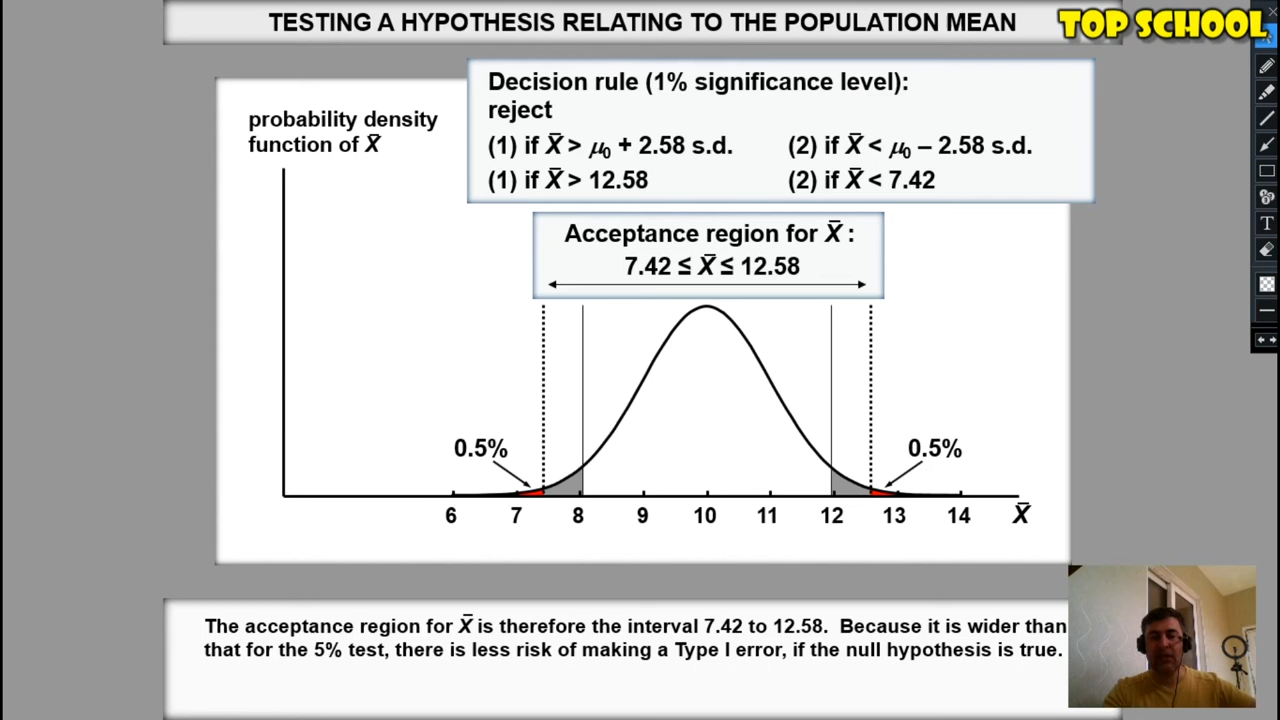 TESTING A HYPOTHESIS RELATING TO THE POPULATION MEAN
TOP SCHOOL
Decision rule (1% significance level):
reject
(1) if X̄ > μ₀ + 2.58 s.d. (2) if X̄ < μ₀ – 2.58 s.d.
(1) if X̄ > 12.58 (2) if X̄ < 7.42
probability density
function of X̄
Acceptance region for X̄ :
7.42 ≤ X̄ ≤ 12.58
0.5% 0.5%
6 7 8 9 10 11 12 13 14 X̄
The acceptance region for X̄ is therefore the interval 7.42 to 12.58. Because it is wider than
that for the 5% test, there is less risk of making a Type I error, if the null hypothesis is true.
T